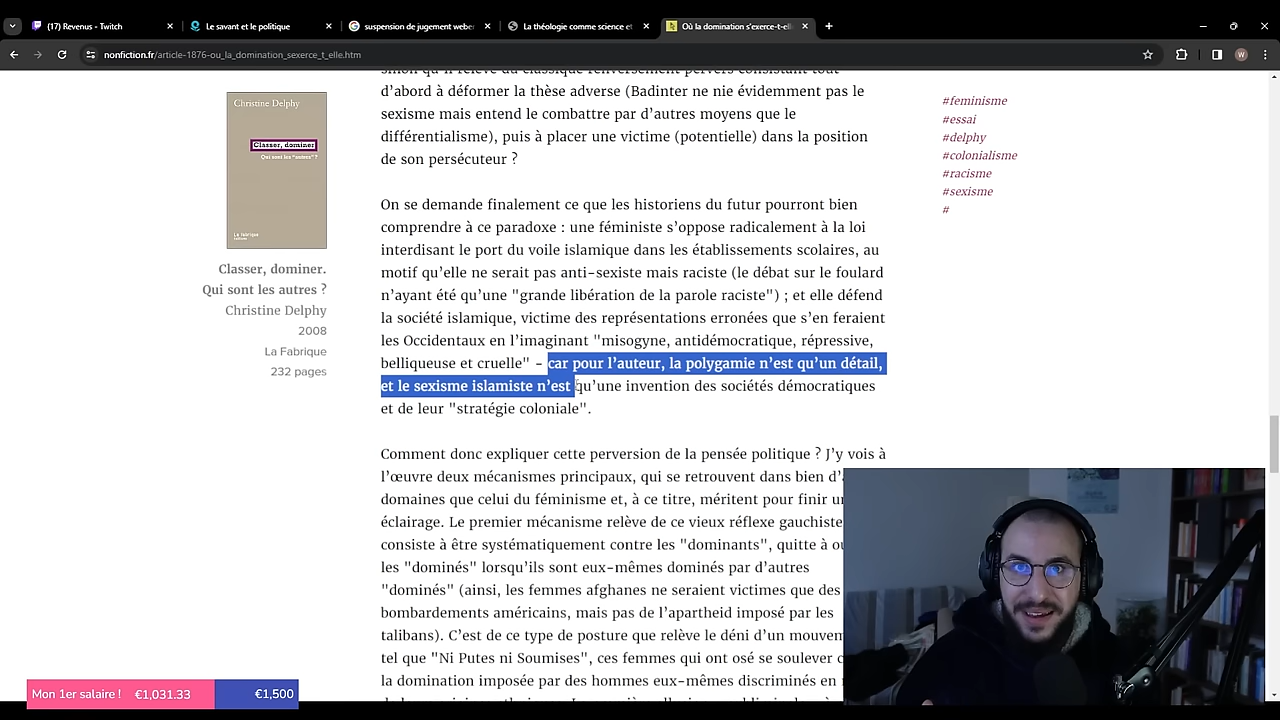 (17) Revenus - Twitch
Le savant et le politique
suspension de jugement weber
La théologie comme science et
Où la domination s'exerce-t-elle
nonfiction.fr/article-1876-ou_la_domination_sexerce_t_elle.htm
W
sinon qu'il relève du classique renversement pervers consistant tout
d'abord à déformer la thèse adverse (Badinter ne nie évidemment pas le
sexisme mais entend le combattre par d'autres moyens que le
différentialisme), puis à placer une victime (potentielle) dans la position
de son persécuteur ?
On se demande finalement ce que les historiens du futur pourront bien
comprendre à ce paradoxe : une féministe s'oppose radicalement à la loi
interdisant le port du voile islamique dans les établissements scolaires, au
motif qu'elle ne serait pas anti-sexiste mais raciste (le débat sur le foulard
n'ayant été qu'une "grande libération de la parole raciste") ; et elle défend
la société islamique, victime des représentations erronées que s'en feraient
les Occidentaux en l'imaginant "misogyne, antidémocratique, répressive,
belliqueuse et cruelle" - car pour l'auteur, la polygamie n'est qu'un détail,
et le sexisme islamiste n'est qu'une invention des sociétés démocratiques
et de leur "stratégie coloniale".
Comment donc expliquer cette perversion de la pensée politique ? J'y vois à
l'œuvre deux mécanismes principaux, qui se retrouvent dans bien d'
domaines que celui du féminisme et, à ce titre, méritent pour finir un
éclairage. Le premier mécanisme relève de ce vieux réflexe gauchiste
consiste à être systématiquement contre les "dominants", quitte à ou
les "dominés" lorsqu'ils sont eux-mêmes dominés par d'autres
"dominés" (ainsi, les femmes afghanes ne seraient victimes que des
bombardements américains, mais pas de l'apartheid imposé par les
talibans). C'est de ce type de posture que relève le déni d'un mouvem
tel que "Ni Putes ni Soumises", ces femmes qui ont osé se soulever c
la domination imposée par des hommes eux-mêmes discriminés en r
Christine Delphy
Classer, dominer
Qui sont les "autres" ?
La fabrique
éditions
Classer, dominer.
Qui sont les autres ?
Christine Delphy
2008
La Fabrique
232 pages
#feminisme
#essai
#delphy
#colonialisme
#racisme
#sexisme
#
Mon 1er salaire ! €1,031.33
€1,500